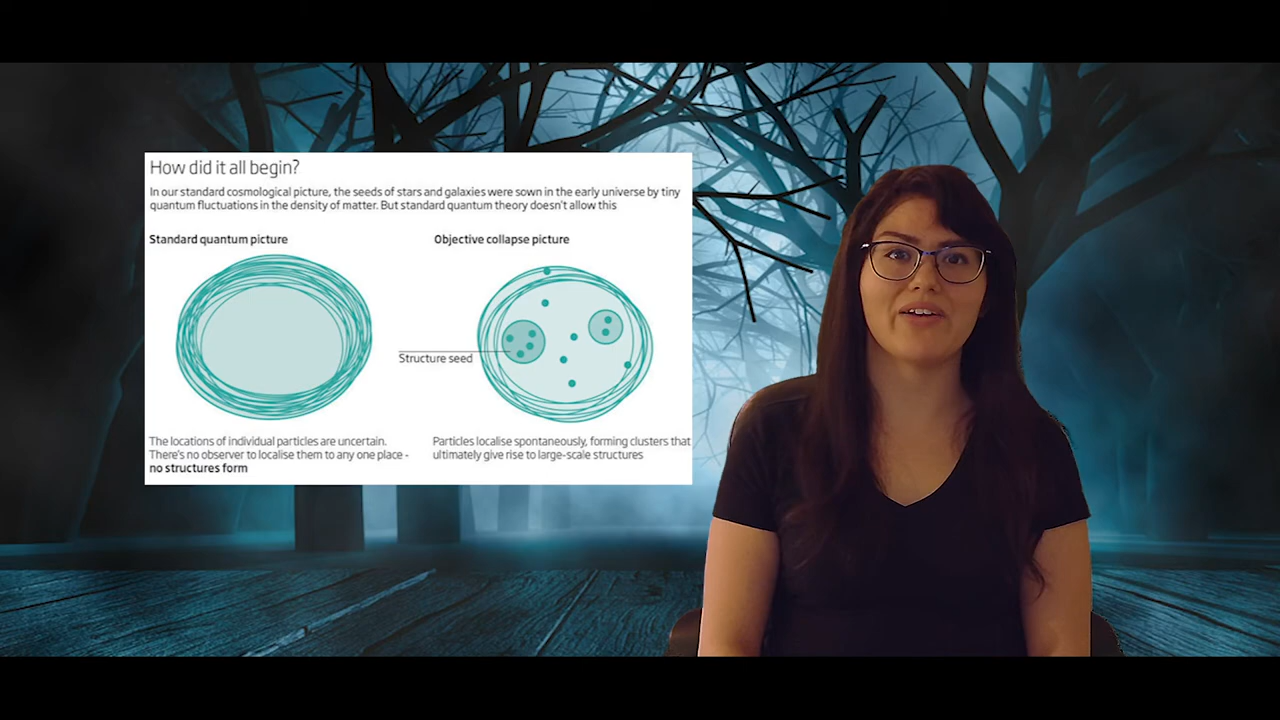 How did it all begin?
In our standard cosmological picture, the seeds of stars and galaxies were sown in the early universe by tiny
quantum fluctuations in the density of matter. But standard quantum theory doesn't allow this
Standard quantum picture
Objective collapse picture
Structure seed
The locations of individual particles are uncertain.
There's no observer to localise them to any one place -
no structures form
Particles localise spontaneously, forming clusters that
ultimately give rise to large-scale structures